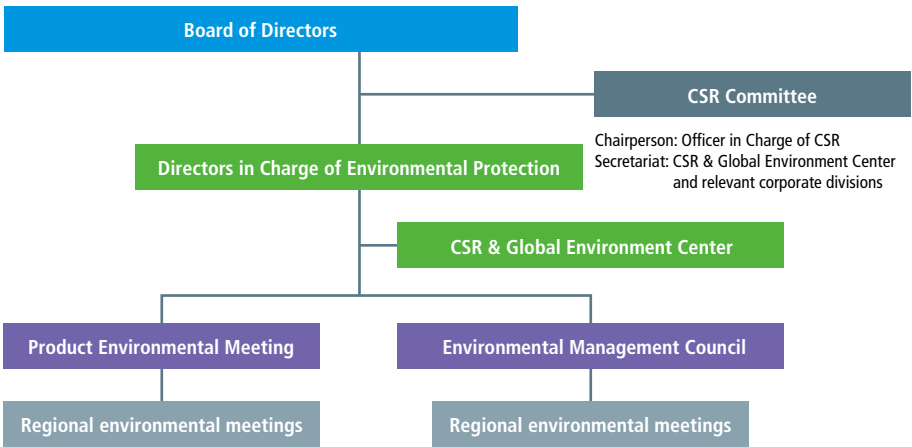 Board of Directors
CSR Committee
Chairperson: Officer in Charge of CSR
Secretariat: CSR & Global Environment Center
and relevant corporate divisions
Directors in Charge of Environmental Protection
CSR & Global Environment Center
Product Environmental Meeting
Environmental Management Council
Regional environmental meetings
Regional environmental meetings